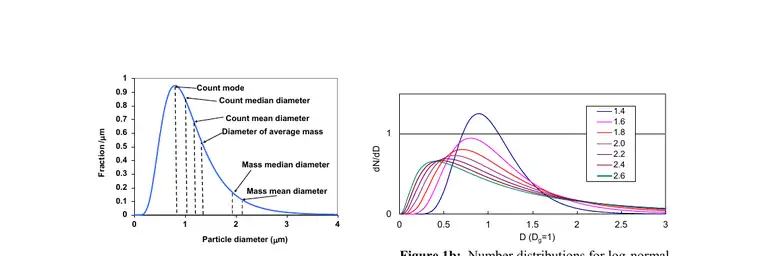 1
0.9
0.8
0.7
0.6
0.5
0.4
0.3
0.2
0.1
0
Fraction/μm
Count mode
Count median diameter
Count mean diameter
Diameter of average mass
Mass median diameter
Mass mean diameter
0 1 2 3 4
Particle diameter (μm)
1
0
dN/dD
1.4
1.6
1.8
2.0
2.2
2.4
2.6
0 0.5 1 1.5 2 2.5 3
D (Dg=1)
Figure 1b: Number distributions for log-normal